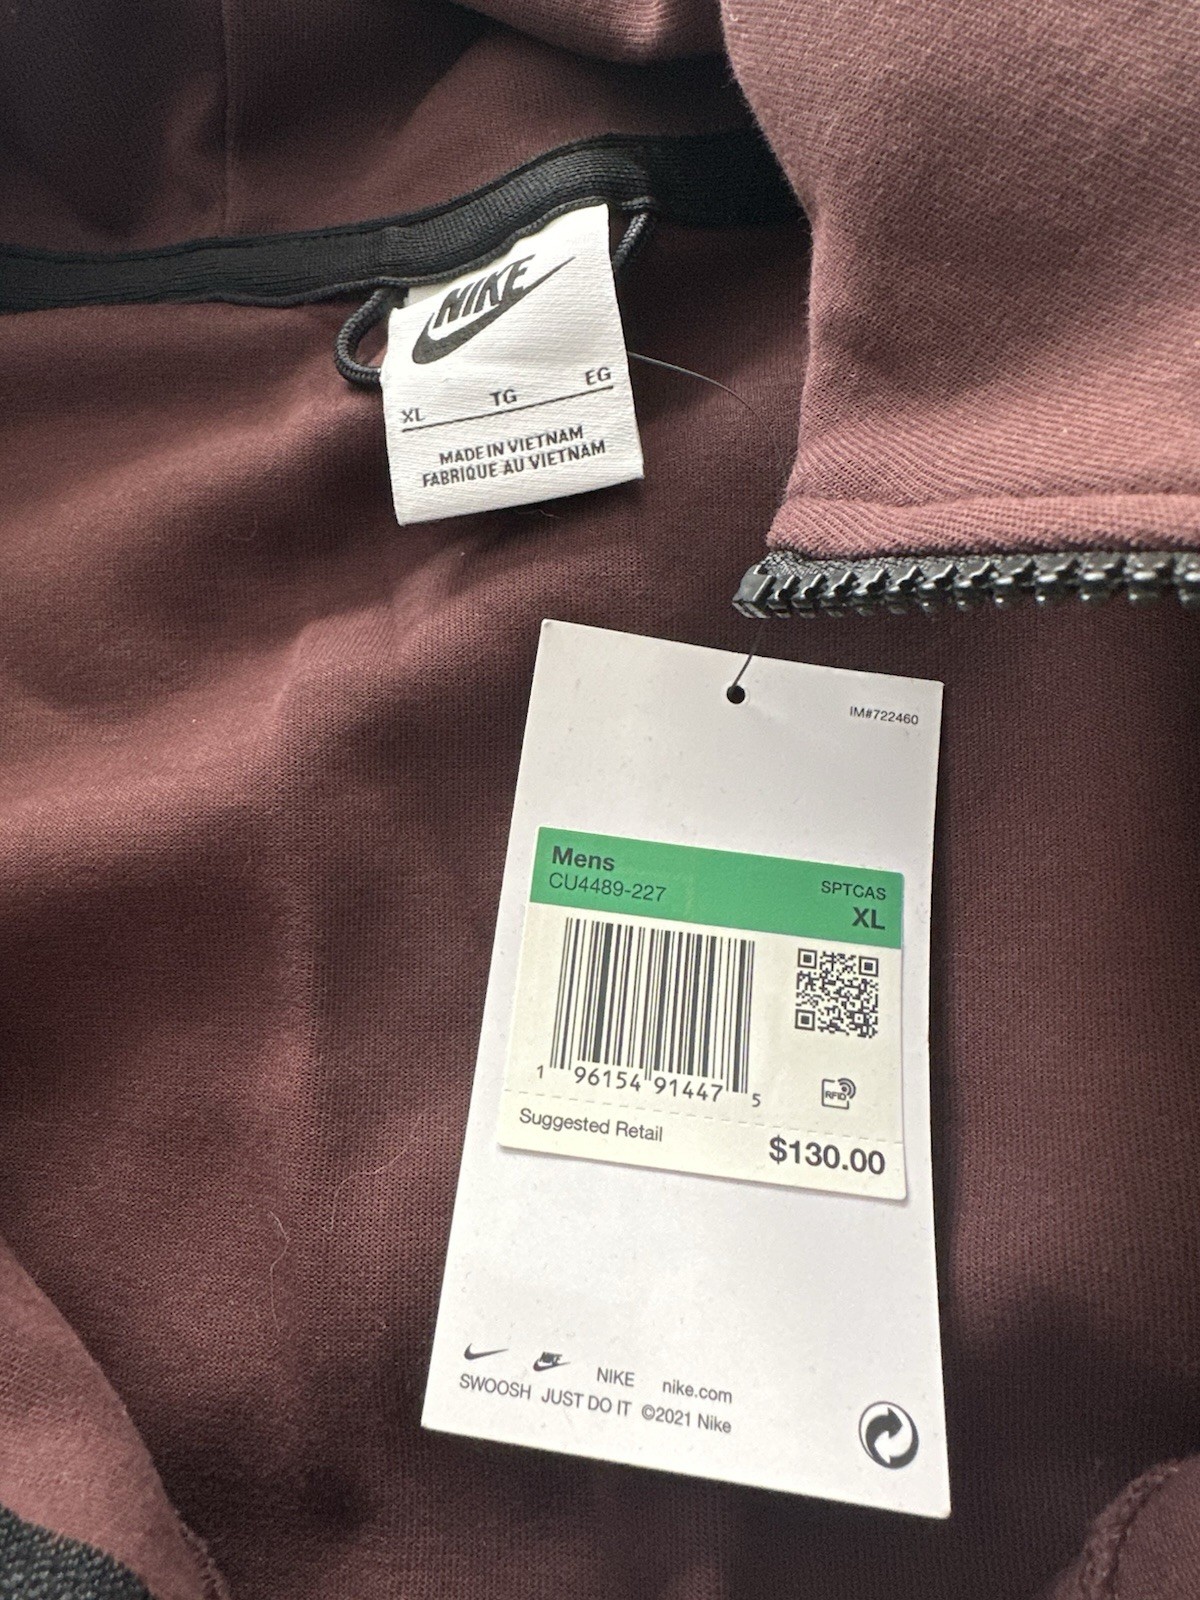 NIKE
XL TG EG
MADE IN VIETNAM
FABRIQUE AU VIETNAM
IM#722460
Mens
CU4489-227
SPTCAS
XL
1 96154 91447 5
RFID
Suggested Retail $130.00
NIKE nike.com
SWOOSH JUST DO IT ©2021 Nike